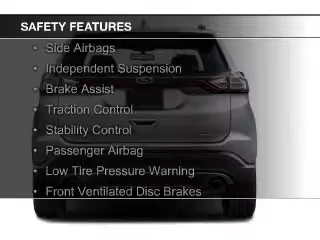 SAFETY FEATURES
• Side Airbags
• Independent Suspension
• Brake Assist
• Traction Control
• Stability Control
• Passenger Airbag
• Low Tire Pressure Warning
• Front Ventilated Disc Brakes